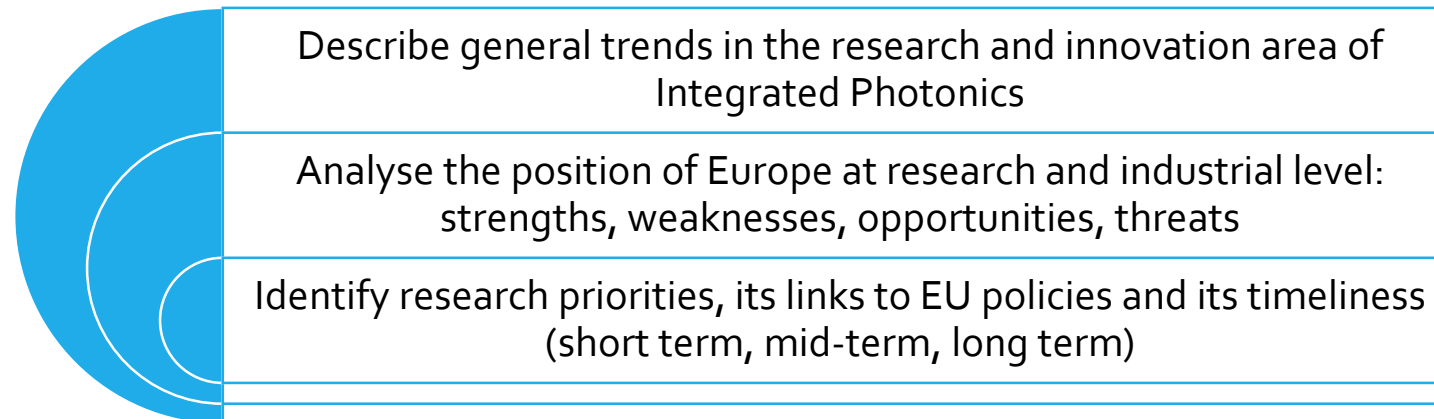 Describe general trends in the research and innovation area of
Integrated Photonics
Analyse the position of Europe at research and industrial level:
strengths, weaknesses, opportunities, threats
Identify research priorities, its links to EU policies and its timeliness
(short term, mid-term, long term)